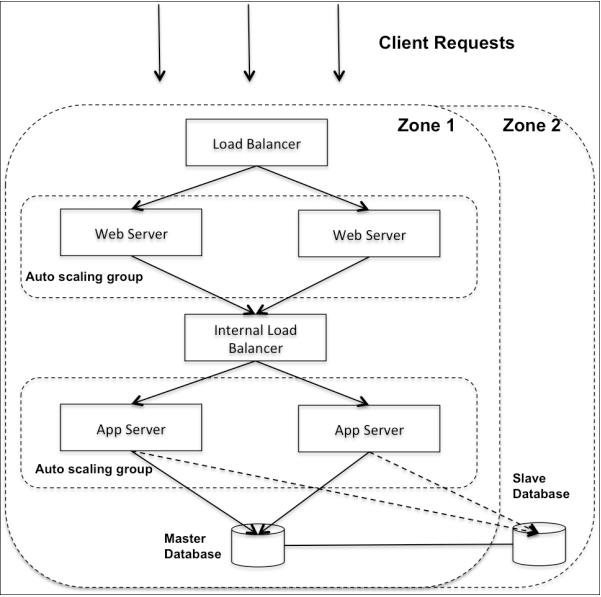 Client Requests
Zone 1
Zone 2
Load Balancer
Web Server
Web Server
Auto scaling group
Internal Load
Balancer
App Server
App Server
Auto scaling group
Slave
Database
Master
Database